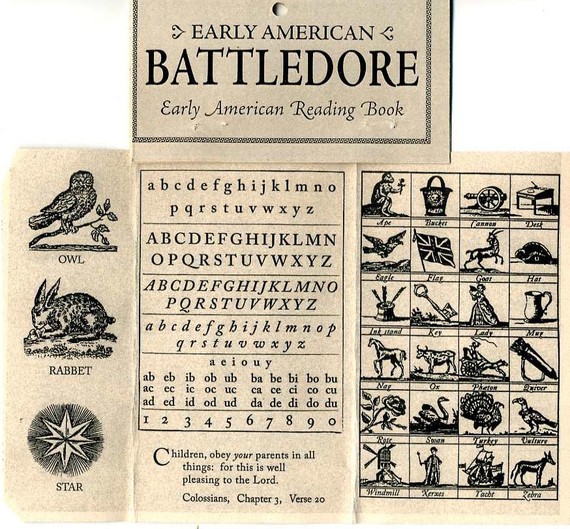 EARLY AMERICAN
BATTLEDORE
Early American Reading Book
OWL
RABBET
STAR
a b c d e f g h i j k l m n o
p q r s t u v w x y z
A B C D E F G H I J K L M N
O P Q R S T U V W X Y Z
A B C D E F G H I J K L M N O
P Q R S T U V W X Y Z
a b c d e f g h i j k l m n o p
q r s t u v w x y z
a e i o u y
ab eb ib ob ub ba be bi bo bu
ac ec ic oc uc ca ce ci co cu
ad ed id od ud da de di do du
1 2 3 4 5 6 7 8 9 0
Children, obey your parents in all
things: for this is well
pleasing to the Lord.
Colossians, Chapter 3, Verse 20
Ape Bucket Cannon Desk
Eagle Flag Goat Hat
Ink stand Key Lady Mug
Nag Ox Phæton Quiver
Rose Swan Turkey Vulture
Windmill Xerxes Yacht Zebra